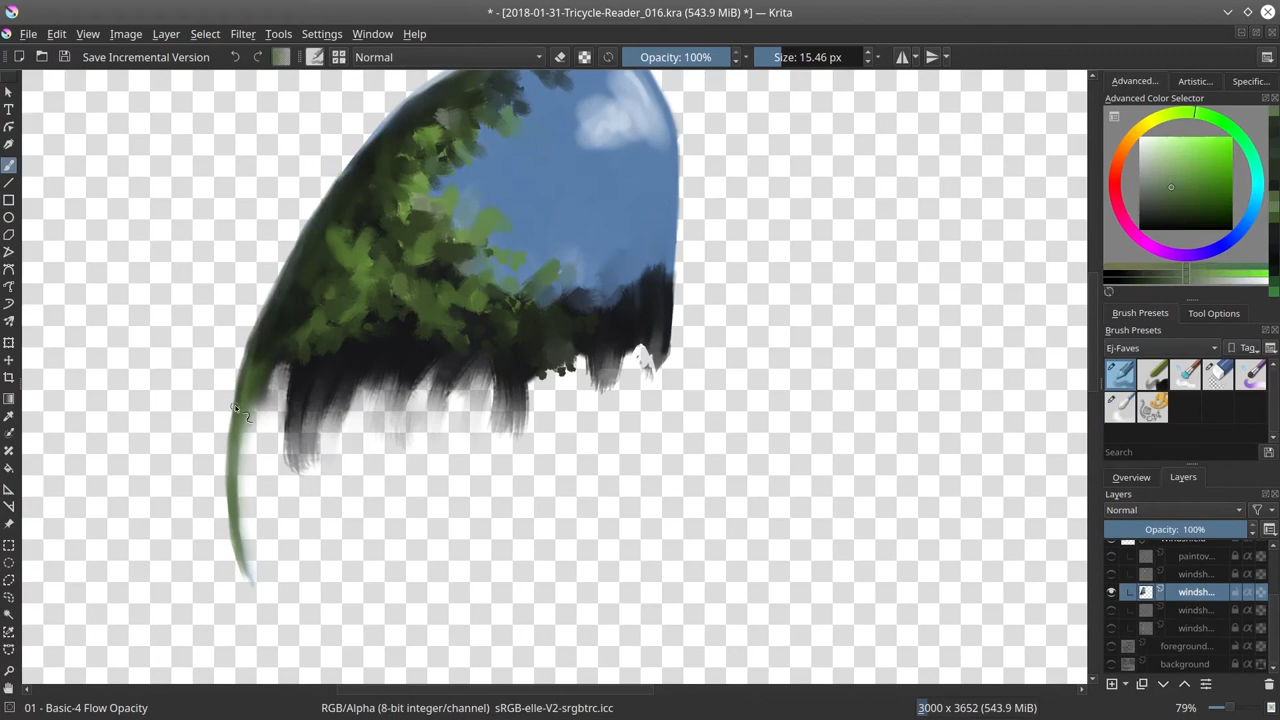 * - [2018-01-31-Tricycle-Reader_016.kra (543.9 MiB) *] — Krita
File Edit View Image Layer Select Filter Tools Settings Window Help
Save Incremental Version Normal Opacity: 100% Size: 15.46 px
Advanced... Artistic... Specific...
Advanced Color Selector
Brush Presets Tool Options
Brush Presets
Ej-Faves Tag
Search
Overview Layers
Layers
Normal
Opacity: 100%
paintov...
windsh...
windsh...
windsh...
windsh...
foreground...
background
01 - Basic-4 Flow Opacity RGB/Alpha (8-bit integer/channel) sRGB-elle-V2-srgbtrc.icc 3000 x 3652 (543.9 MiB) 79%